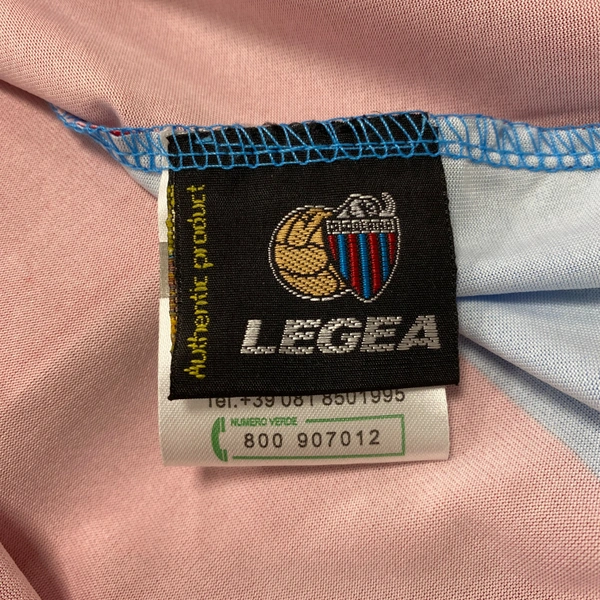 Authentic product
LEGEA
Tel.+39 081 8501995
NUMERO VERDE
800 907012